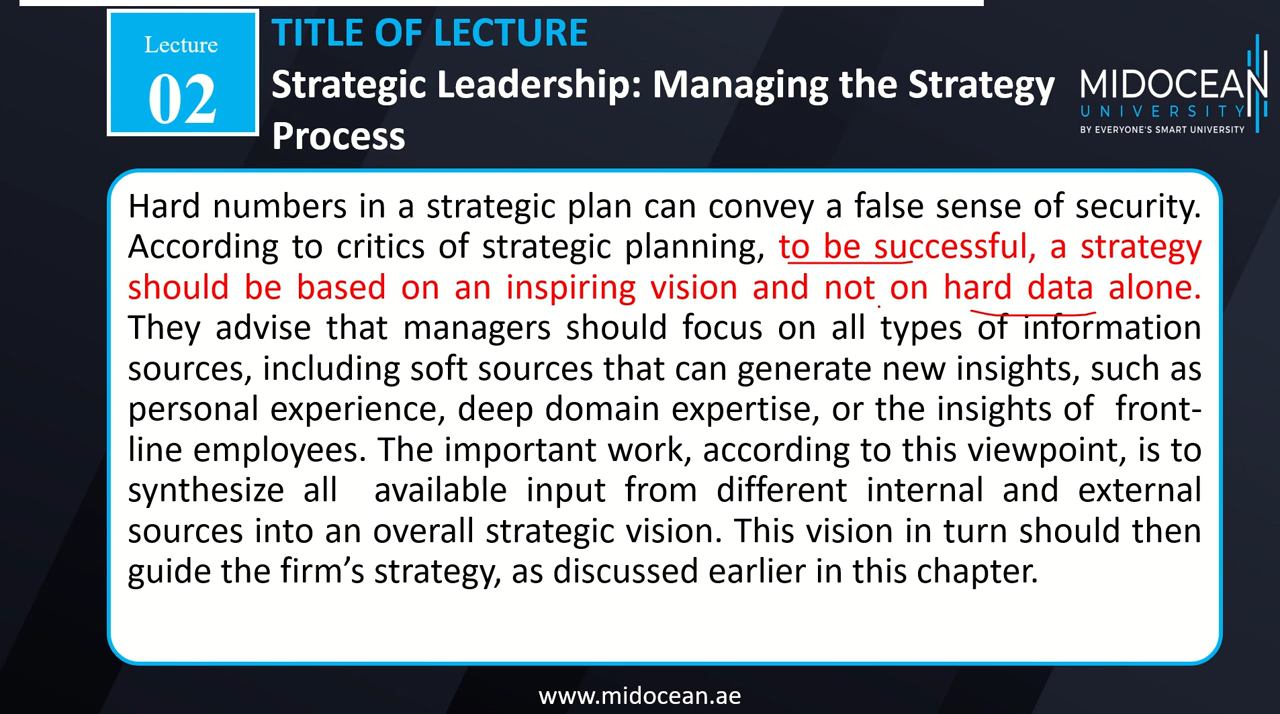 Lecture
02
TITLE OF LECTURE
Strategic Leadership: Managing the Strategy
Process
MIDOCEAN
UNIVERSITY
BY EVERYONE'S SMART UNIVERSITY
Hard numbers in a strategic plan can convey a false sense of security.
According to critics of strategic planning, to be successful, a strategy
should be based on an inspiring vision and not on hard data alone.
They advise that managers should focus on all types of information
sources, including soft sources that can generate new insights, such as
personal experience, deep domain expertise, or the insights of front-
line employees. The important work, according to this viewpoint, is to
synthesize all available input from different internal and external
sources into an overall strategic vision. This vision in turn should then
guide the firm’s strategy, as discussed earlier in this chapter.
www.midocean.ae